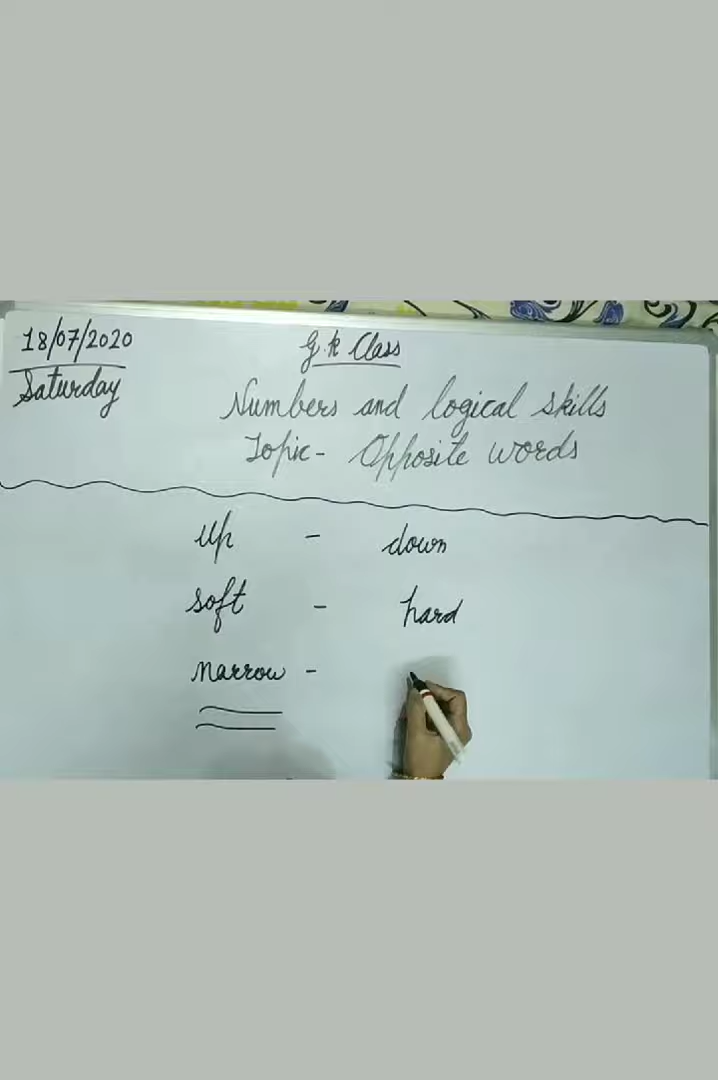 18/07/2020
Saturday
G.K Class
Numbers and logical skills
Topic- Opposite words
up - down
soft - hard
narrow -